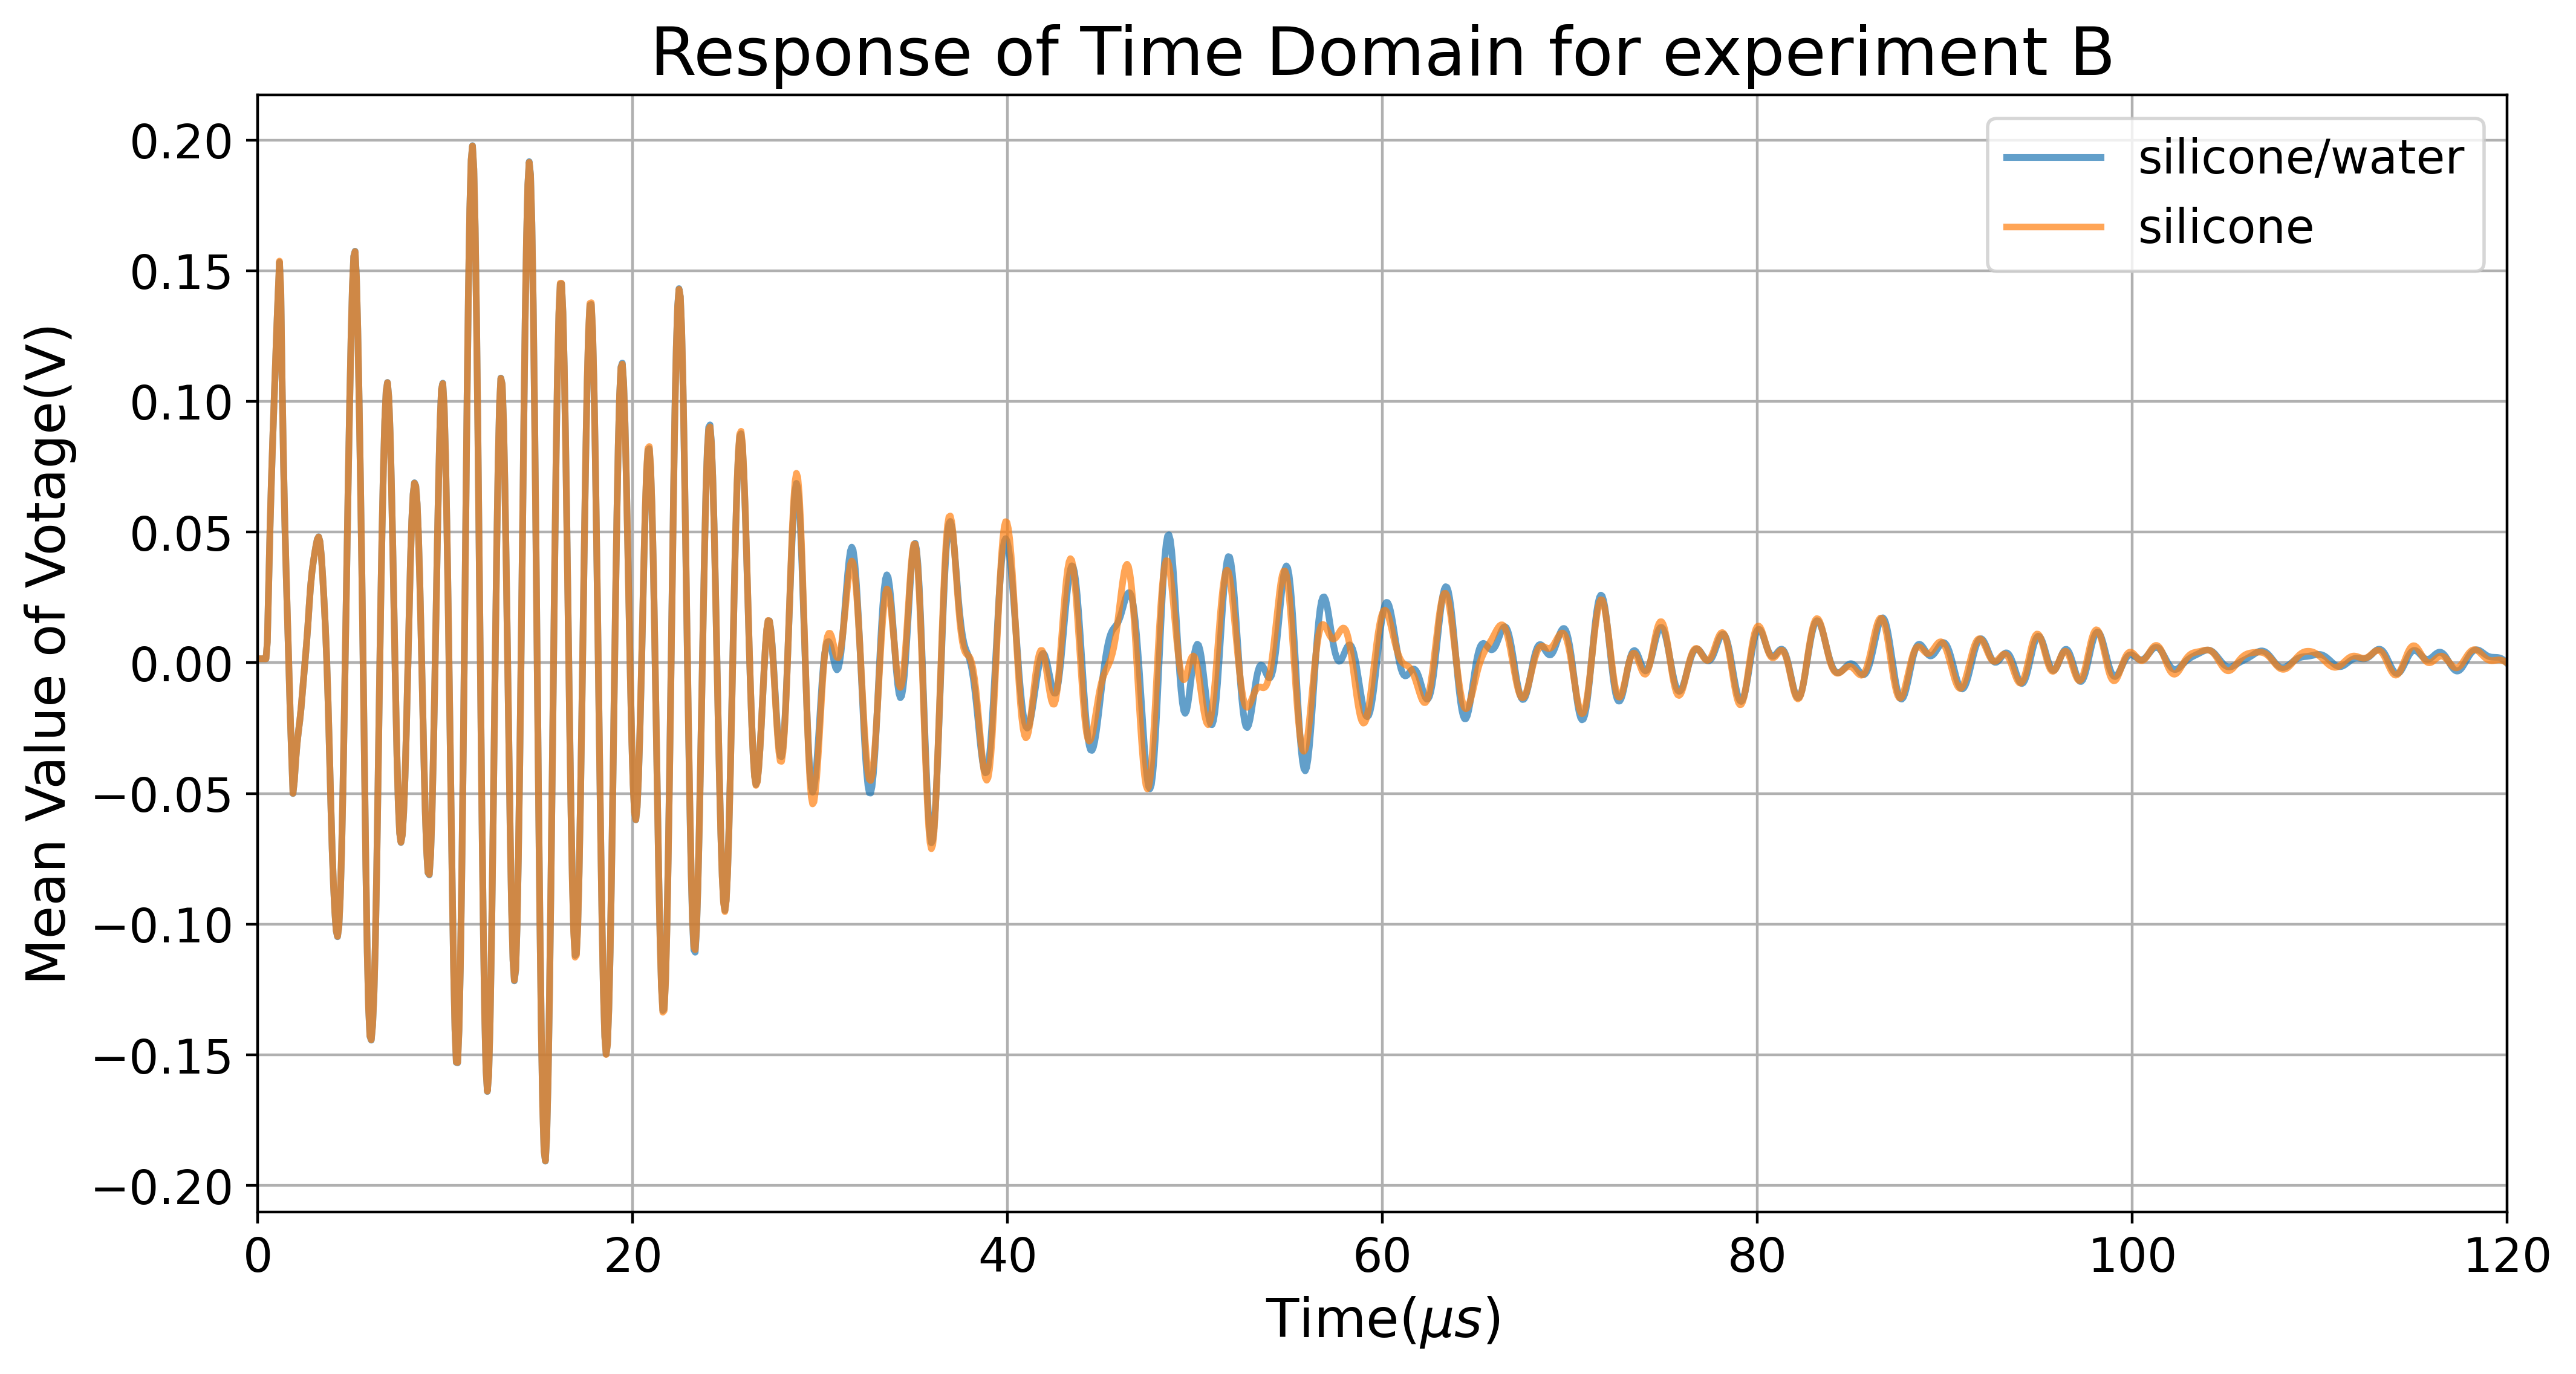 Response of Time Domain for experiment B
silicone/water
silicone
Mean Value of Votage(V)
0.20
0.15
0.10
0.05
0.00
−0.05
−0.10
−0.15
−0.20
0 20 40 60 80 100 120
Time(μs)